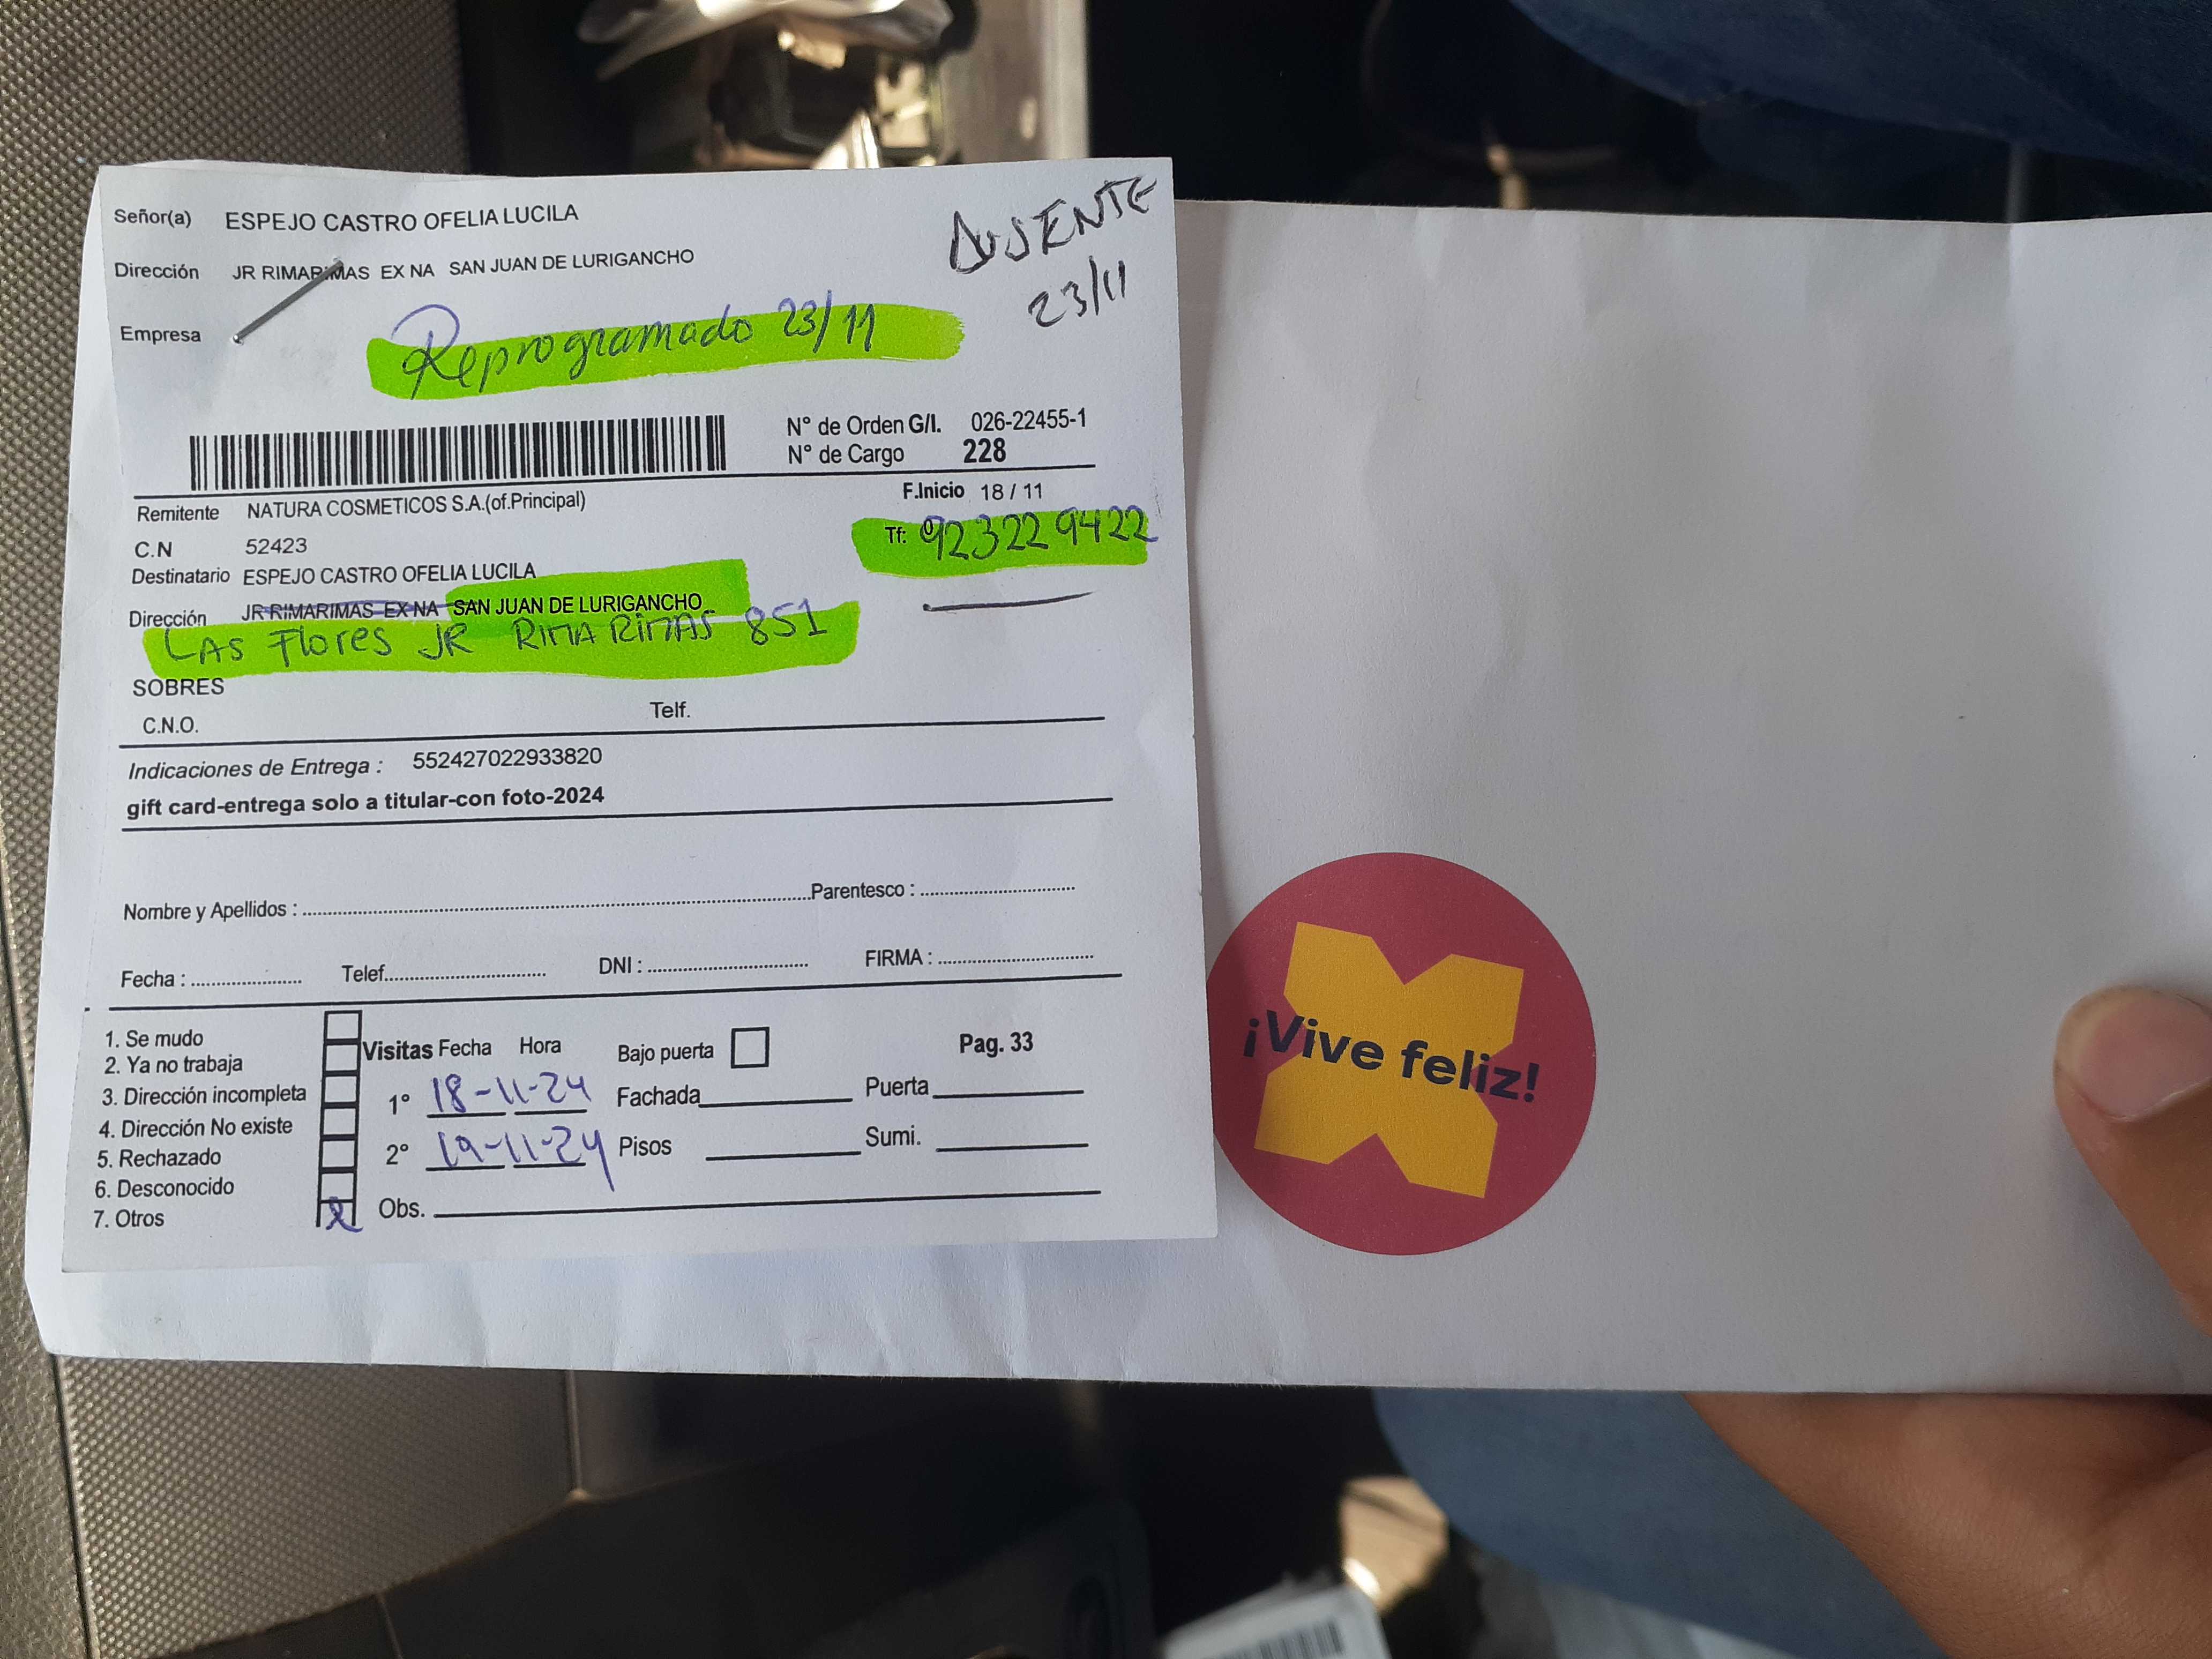 Señor(a) ESPEJO CASTRO OFELIA LUCILA
AUSENTE
23/11
Dirección JR RIMARIMAS EX NA SAN JUAN DE LURIGANCHO
Empresa
Reprogramado 23/11
N° de Orden G/I. 026-22455-1
N° de Cargo 228
Remitente NATURA COSMETICOS S.A.(of.Principal)
F.Inicio 18 / 11
C.N 52423
Tf: 923229422
Destinatario ESPEJO CASTRO OFELIA LUCILA
Dirección JR RIMARIMAS EX NA SAN JUAN DE LURIGANCHO
LAS Flores JR RIMA RIMAS 851
SOBRES
C.N.O. Telf.
Indicaciones de Entrega : 552427022933820
gift card-entrega solo a titular-con foto-2024
Nombre y Apellidos : Parentesco :
Fecha : Telef. DNI : FIRMA :
1. Se mudo
2. Ya no trabaja
3. Dirección incompleta
4. Dirección No existe
5. Rechazado
6. Desconocido
7. Otros
Visitas Fecha Hora Bajo puerta Pag. 33
1° 18-11-24 Fachada Puerta
2° 19-11-24 Pisos Sumi.
Obs.
¡Vive feliz!